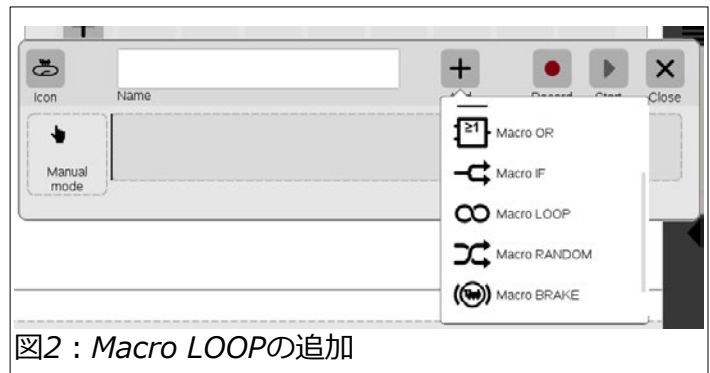 Icon
Name
Close
Manual
mode
≥1
Macro OR
Macro IF
Macro LOOP
Macro RANDOM
Macro BRAKE
図2：Macro LOOPの追加